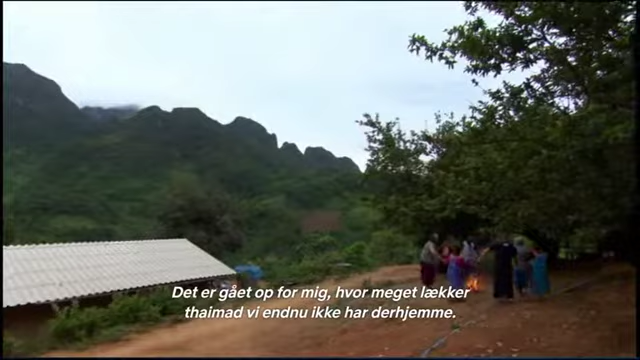 Det er gået op for mig, hvor meget lækker
thaimad vi endnu ikke har derhjemme.